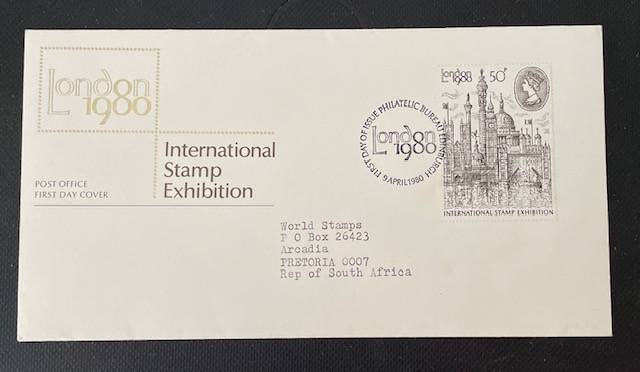 London
1980
International
Stamp
Exhibition
POST OFFICE
FIRST DAY COVER
FIRST DAY OF ISSUE PHILATELIC BUREAU EDINBURGH
London
1980
9 APRIL 1980
London
1980
50P
INTERNATIONAL STAMP EXHIBITION
World Stamps
P O Box 26423
Arcadia
PRETORIA 0007
Rep of South Africa